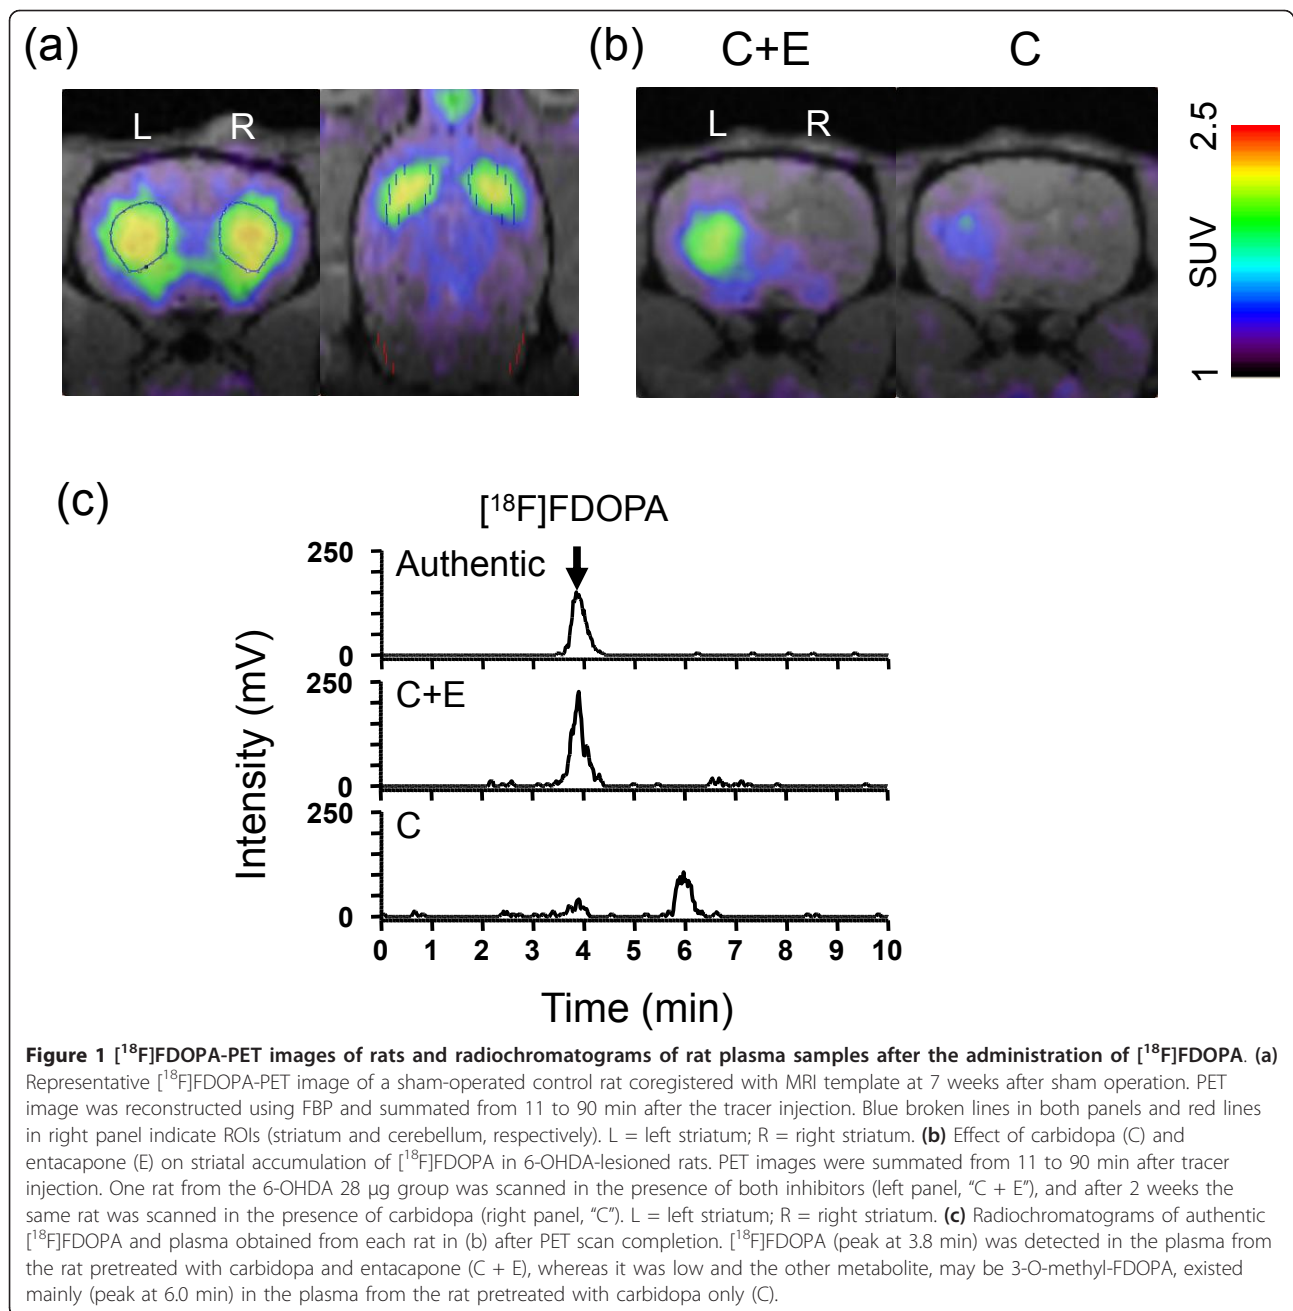 (a)
(b)
C+E
C
L
R
L
R
2.5
SUV
1
(c)
[¹⁸F]FDOPA
250
Authentic
0
250
C+E
0
250
C
0
Intensity (mV)
0 1 2 3 4 5 6 7 8 9 10
Time (min)
Figure 1 [¹⁸F]FDOPA-PET images of rats and radiochromatograms of rat plasma samples after the administration of [¹⁸F]FDOPA. (a)
Representative [¹⁸F]FDOPA-PET image of a sham-operated control rat coregistered with MRI template at 7 weeks after sham operation. PET
image was reconstructed using FBP and summated from 11 to 90 min after the tracer injection. Blue broken lines in both panels and red lines
in right panel indicate ROIs (striatum and cerebellum, respectively). L = left striatum; R = right striatum. (b) Effect of carbidopa (C) and
entacapone (E) on striatal accumulation of [¹⁸F]FDOPA in 6-OHDA-lesioned rats. PET images were summated from 11 to 90 min after tracer
injection. One rat from the 6-OHDA 28 μg group was scanned in the presence of both inhibitors (left panel, "C + E"), and after 2 weeks the
same rat was scanned in the presence of carbidopa (right panel, "C"). L = left striatum; R = right striatum. (c) Radiochromatograms of authentic
[¹⁸F]FDOPA and plasma obtained from each rat in (b) after PET scan completion. [¹⁸F]FDOPA (peak at 3.8 min) was detected in the plasma from
the rat pretreated with carbidopa and entacapone (C + E), whereas it was low and the other metabolite, may be 3-O-methyl-FDOPA, existed
mainly (peak at 6.0 min) in the plasma from the rat pretreated with carbidopa only (C).